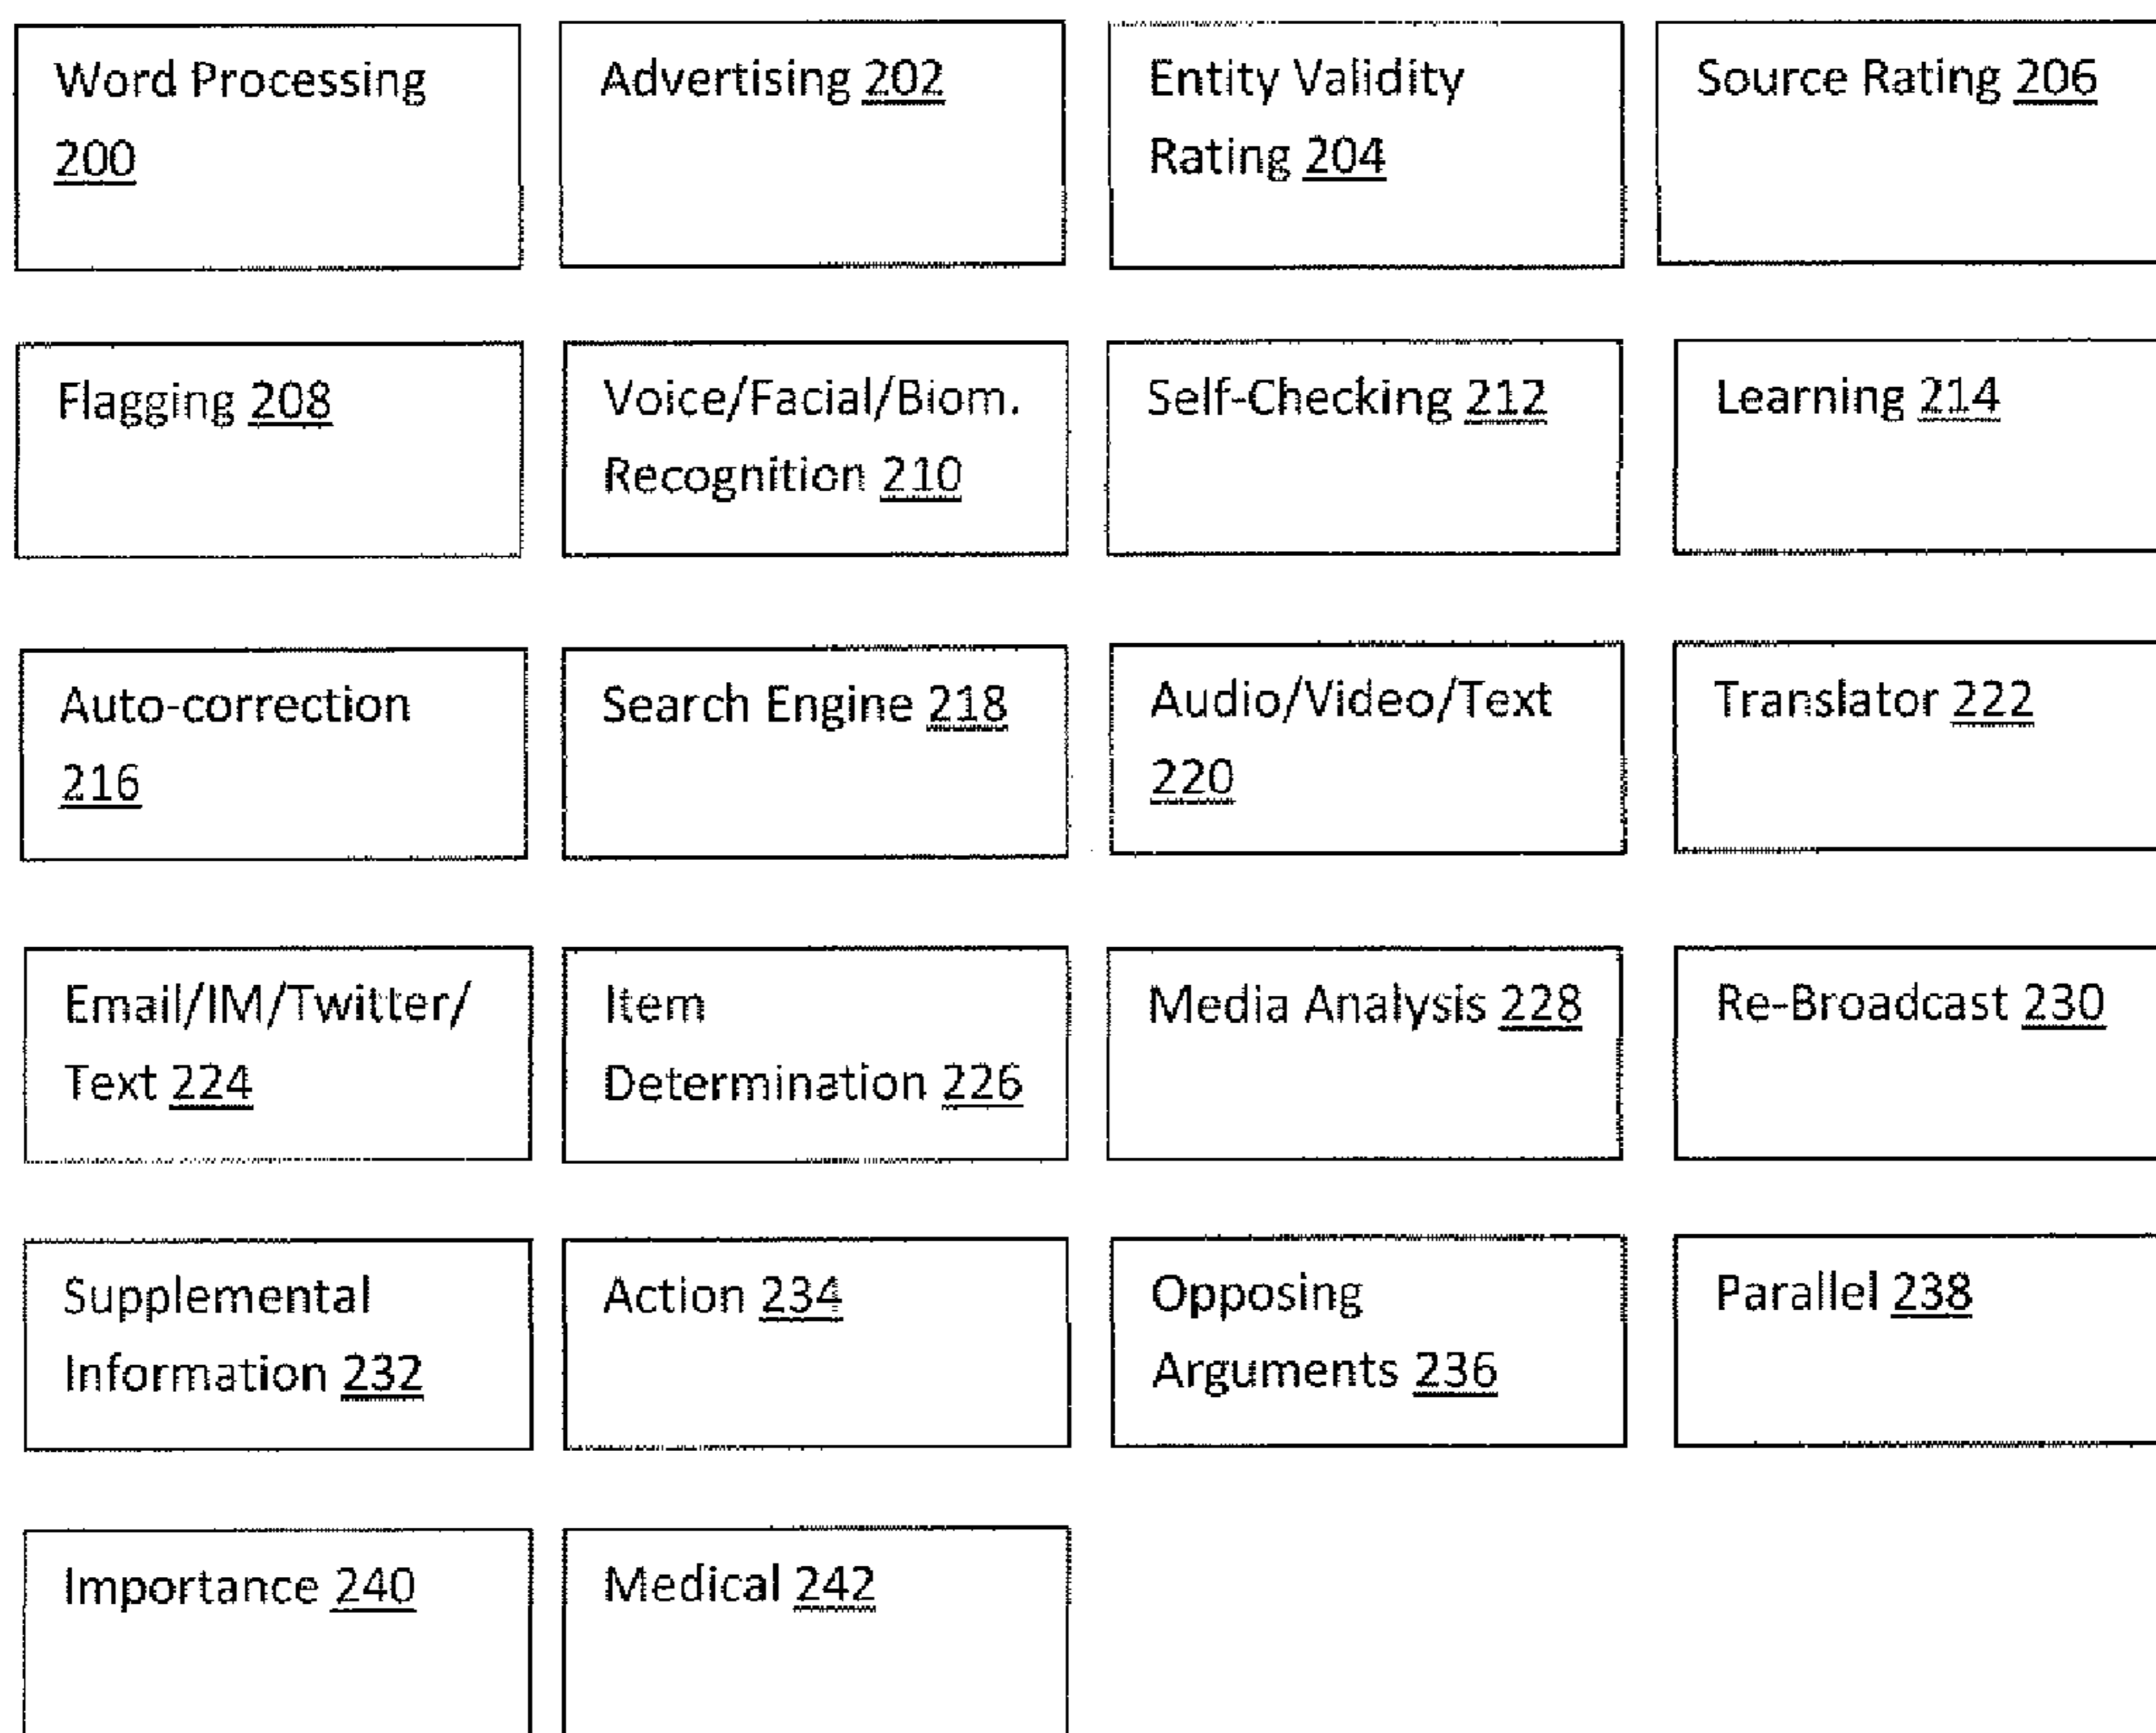 Word Processing
200
Advertising 202
Entity Validity
Rating 204
Source Rating 206
Flagging 208
Voice/Facial/Biom.
Recognition 210
Self-Checking 212
Learning 214
Auto-correction
216
Search Engine 218
Audio/Video/Text
220
Translator 222
Email/IM/Twitter/
Text 224
Item
Determination 226
Media Analysis 228
Re-Broadcast 230
Supplemental
Information 232
Action 234
Opposing
Arguments 236
Parallel 238
Importance 240
Medical 242